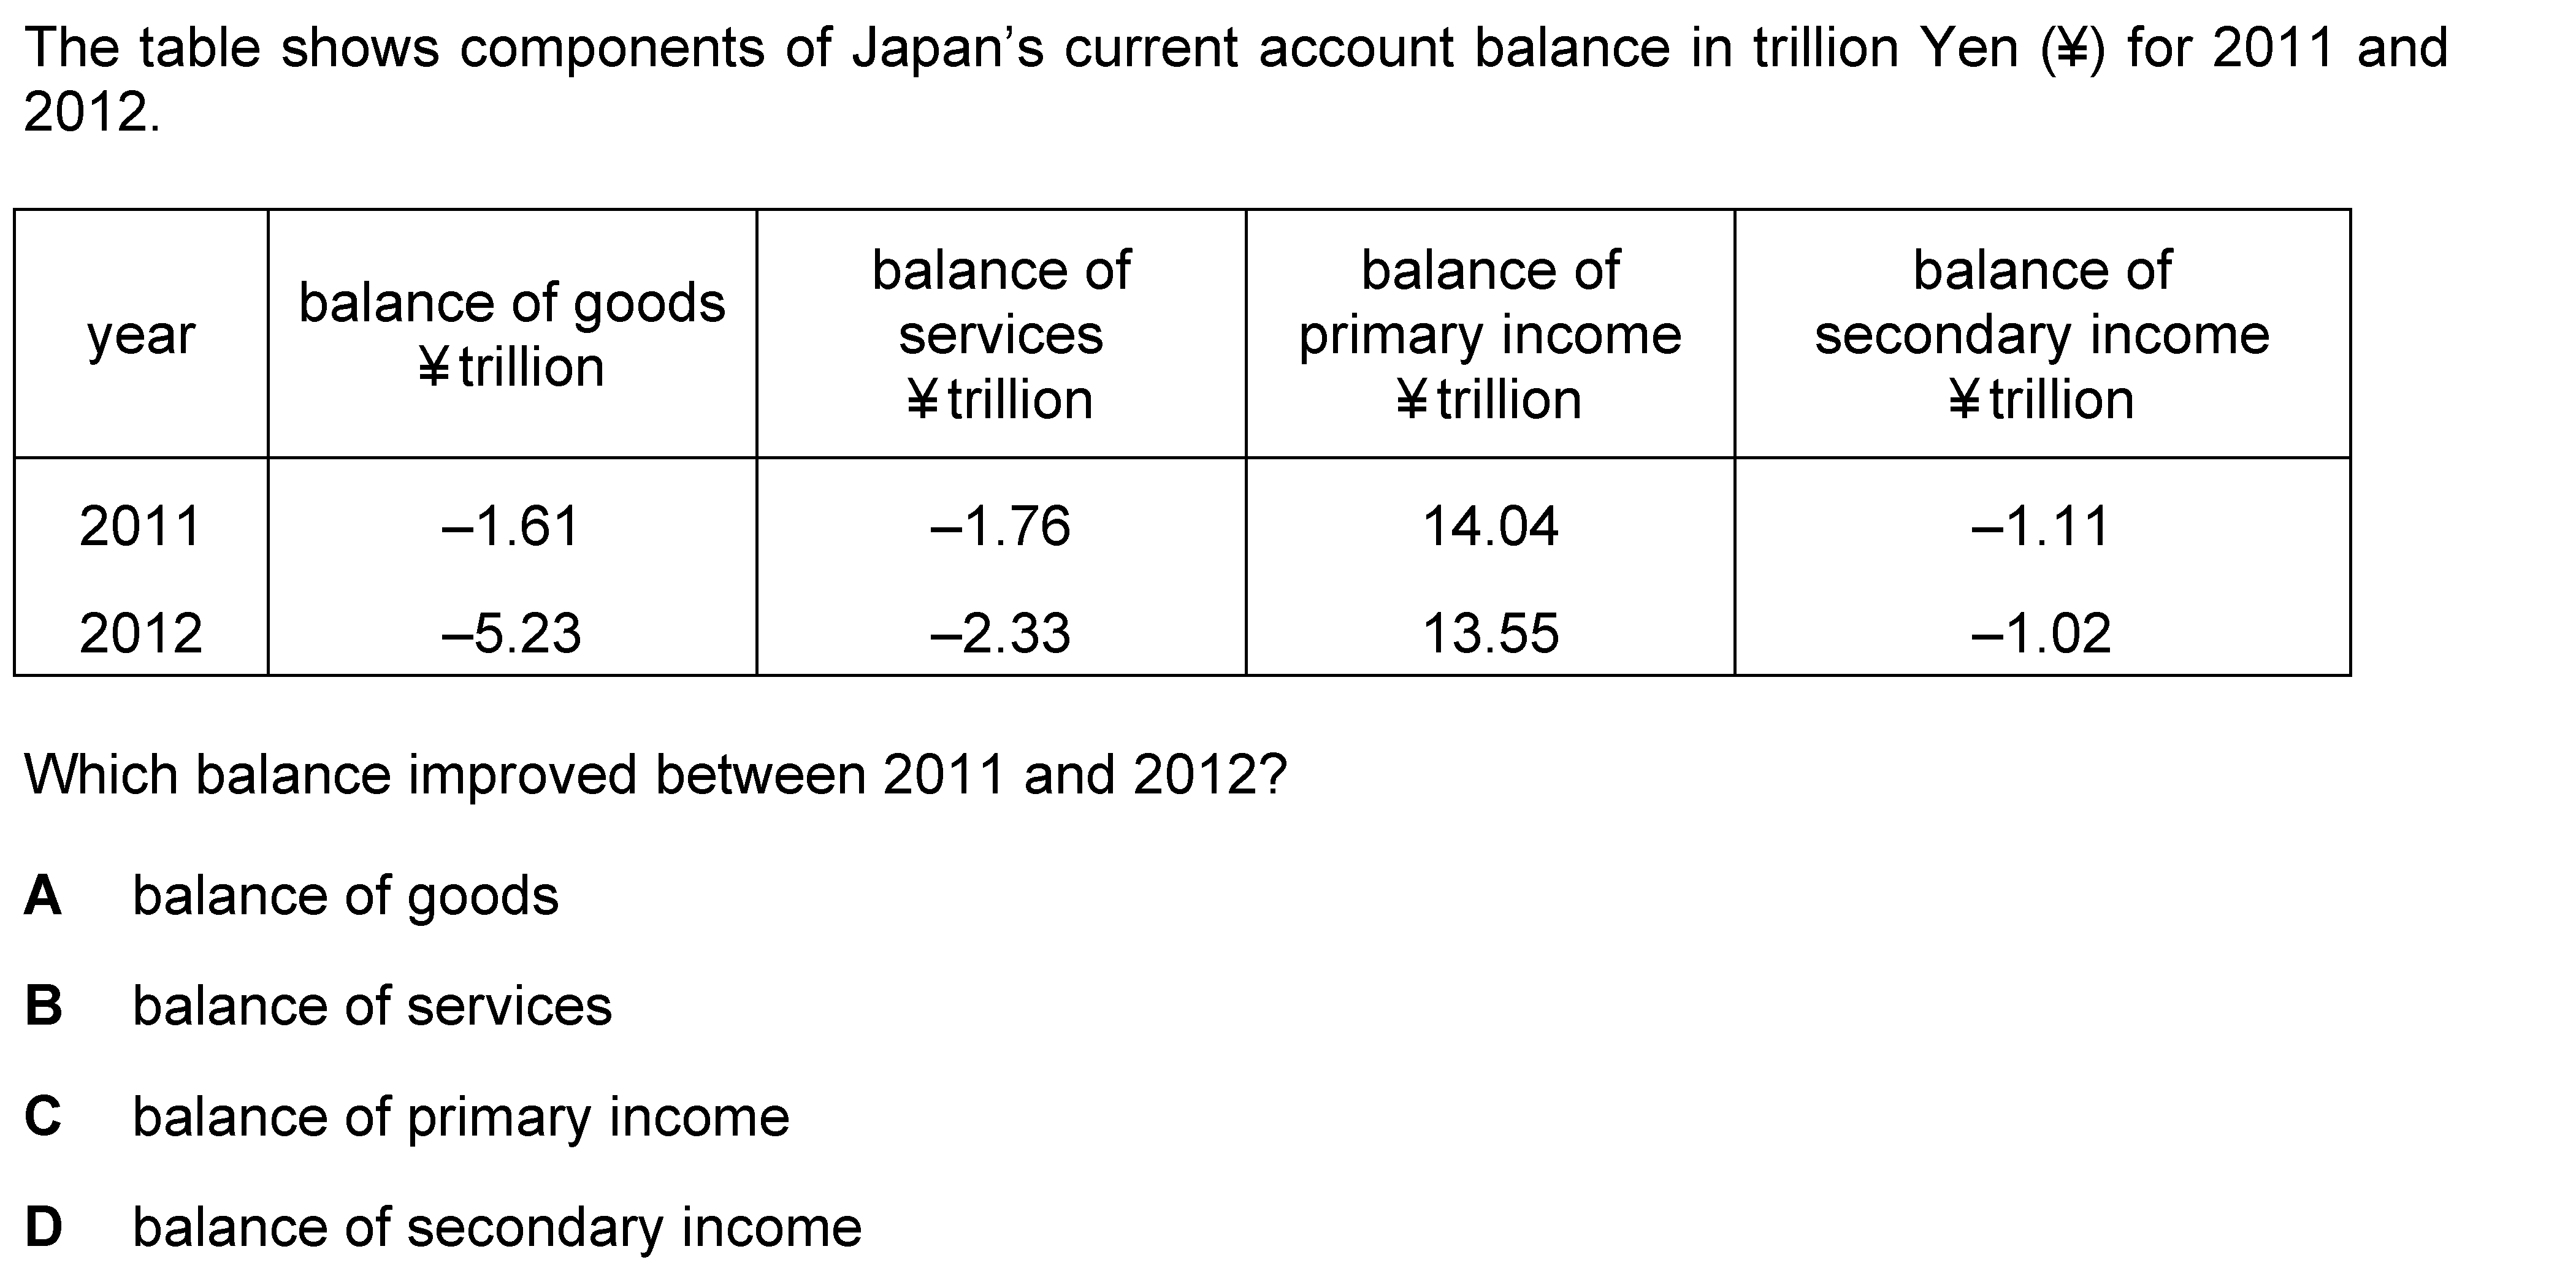 The table shows components of Japan’s current account balance in trillion Yen (¥) for 2011 and
2012.
year
balance of goods
¥ trillion
balance of
services
¥ trillion
balance of
primary income
¥ trillion
balance of
secondary income
¥ trillion
2011 –1.61 –1.76 14.04 –1.11
2012 –5.23 –2.33 13.55 –1.02
Which balance improved between 2011 and 2012?
A balance of goods
B balance of services
C balance of primary income
D balance of secondary income